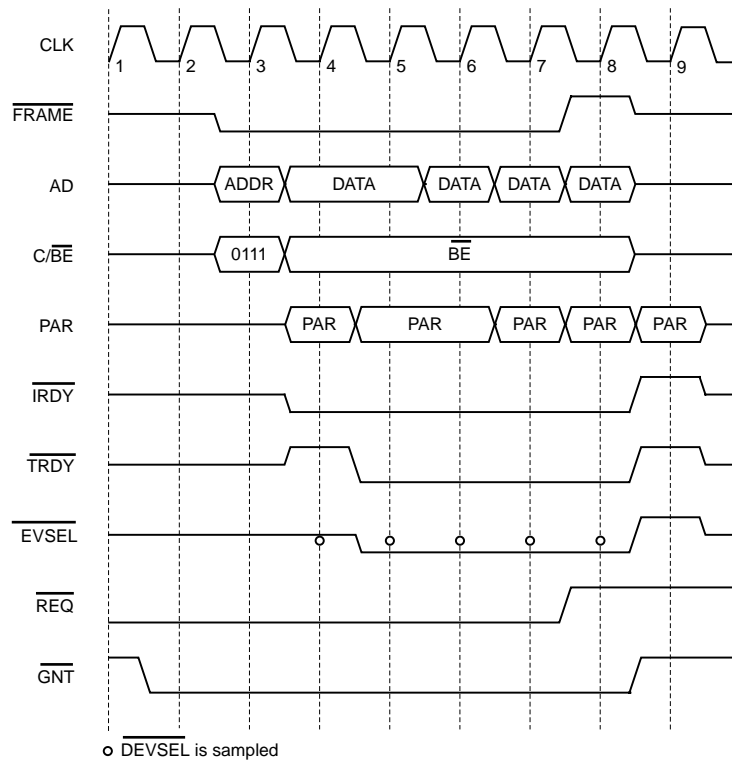 CLK
1 2 3 4 5 6 7 8 9
FRAME
AD ADDR DATA DATA DATA DATA
C/BE 0111 BE
PAR PAR PAR PAR PAR PAR
IRDY
TRDY
EVSEL
REQ
GNT
DEVSEL is sampled